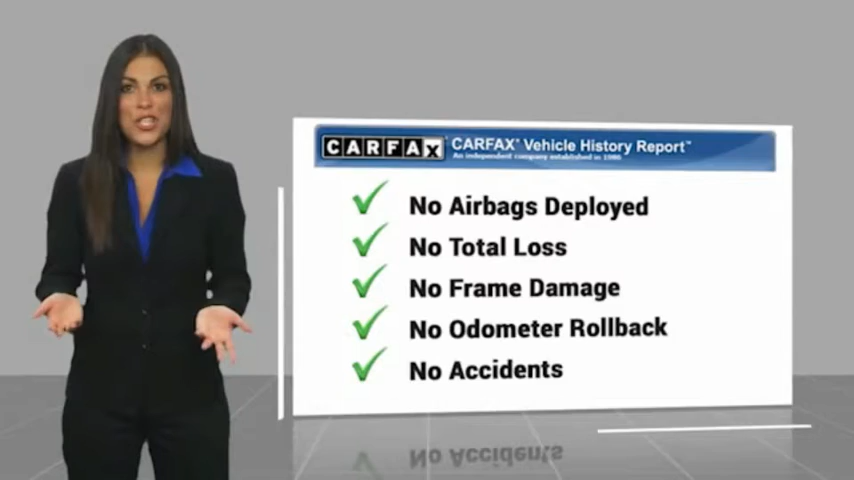 CARFAX CARFAX® Vehicle History Report™
An independent company established in 1986
No Airbags Deployed
No Total Loss
No Frame Damage
No Odometer Rollback
No Accidents
No Accidents